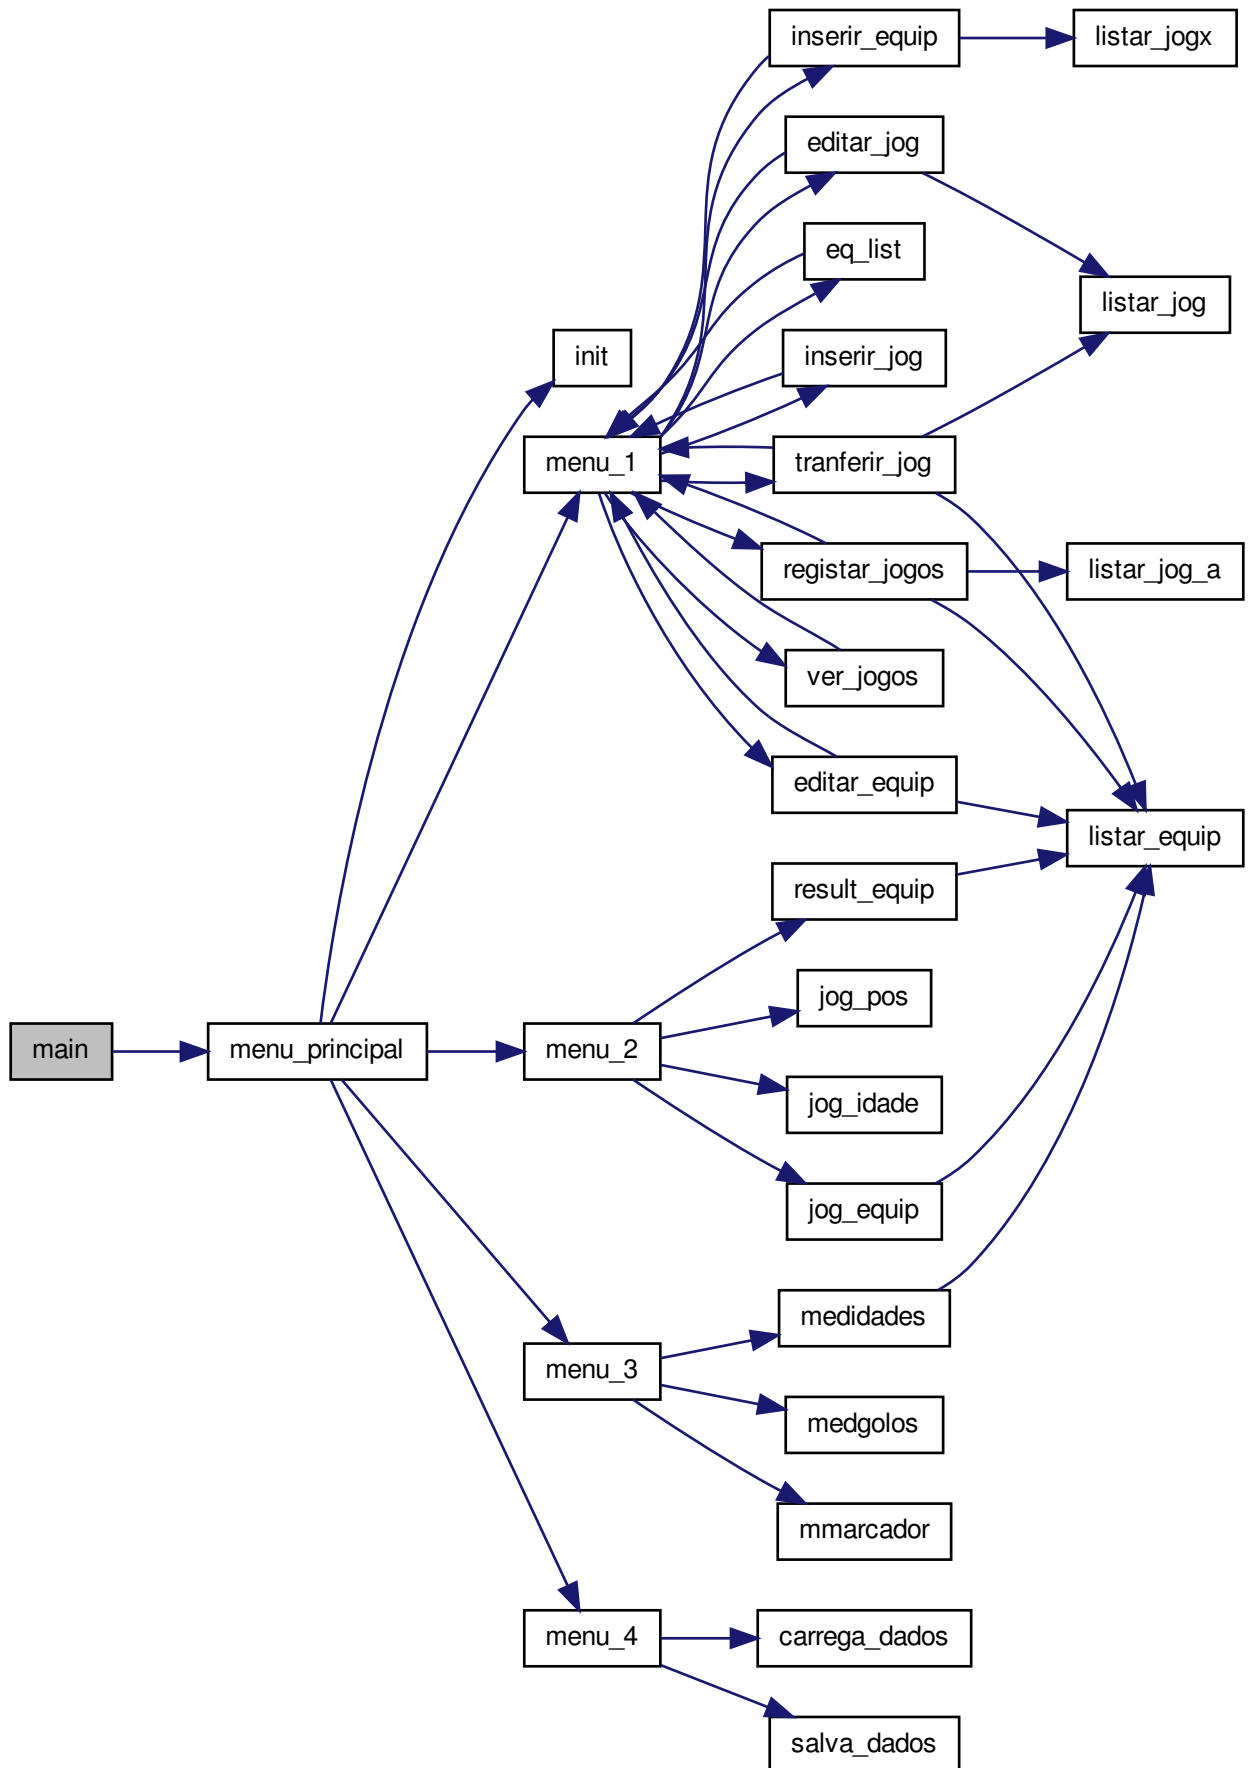 inserir_equip
listar_jogx
editar_jog
eq_list
listar_jog
init
inserir_jog
menu_1
tranferir_jog
registar_jogos
listar_jog_a
ver_jogos
editar_equip
listar_equip
result_equip
jog_pos
main
menu_principal
menu_2
jog_idade
jog_equip
medidades
menu_3
medgolos
mmarcador
menu_4
carrega_dados
salva_dados